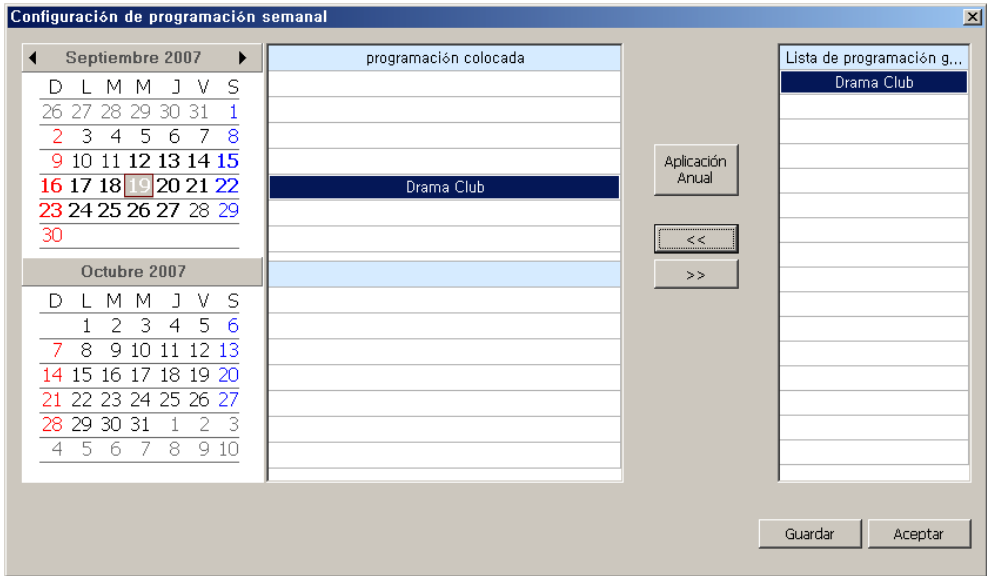 Configuración de programación semanal
Septiembre 2007
D L M M J V S
26 27 28 29 30 31 1
2 3 4 5 6 7 8
9 10 11 12 13 14 15
16 17 18 19 20 21 22
23 24 25 26 27 28 29
30
Octubre 2007
D L M M J V S
1 2 3 4 5 6
7 8 9 10 11 12 13
14 15 16 17 18 19 20
21 22 23 24 25 26 27
28 29 30 31 1 2 3
4 5 6 7 8 9 10
programación colocada
Drama Club
Aplicación
Anual
<<
>>
Lista de programación g...
Drama Club
Guardar
Aceptar